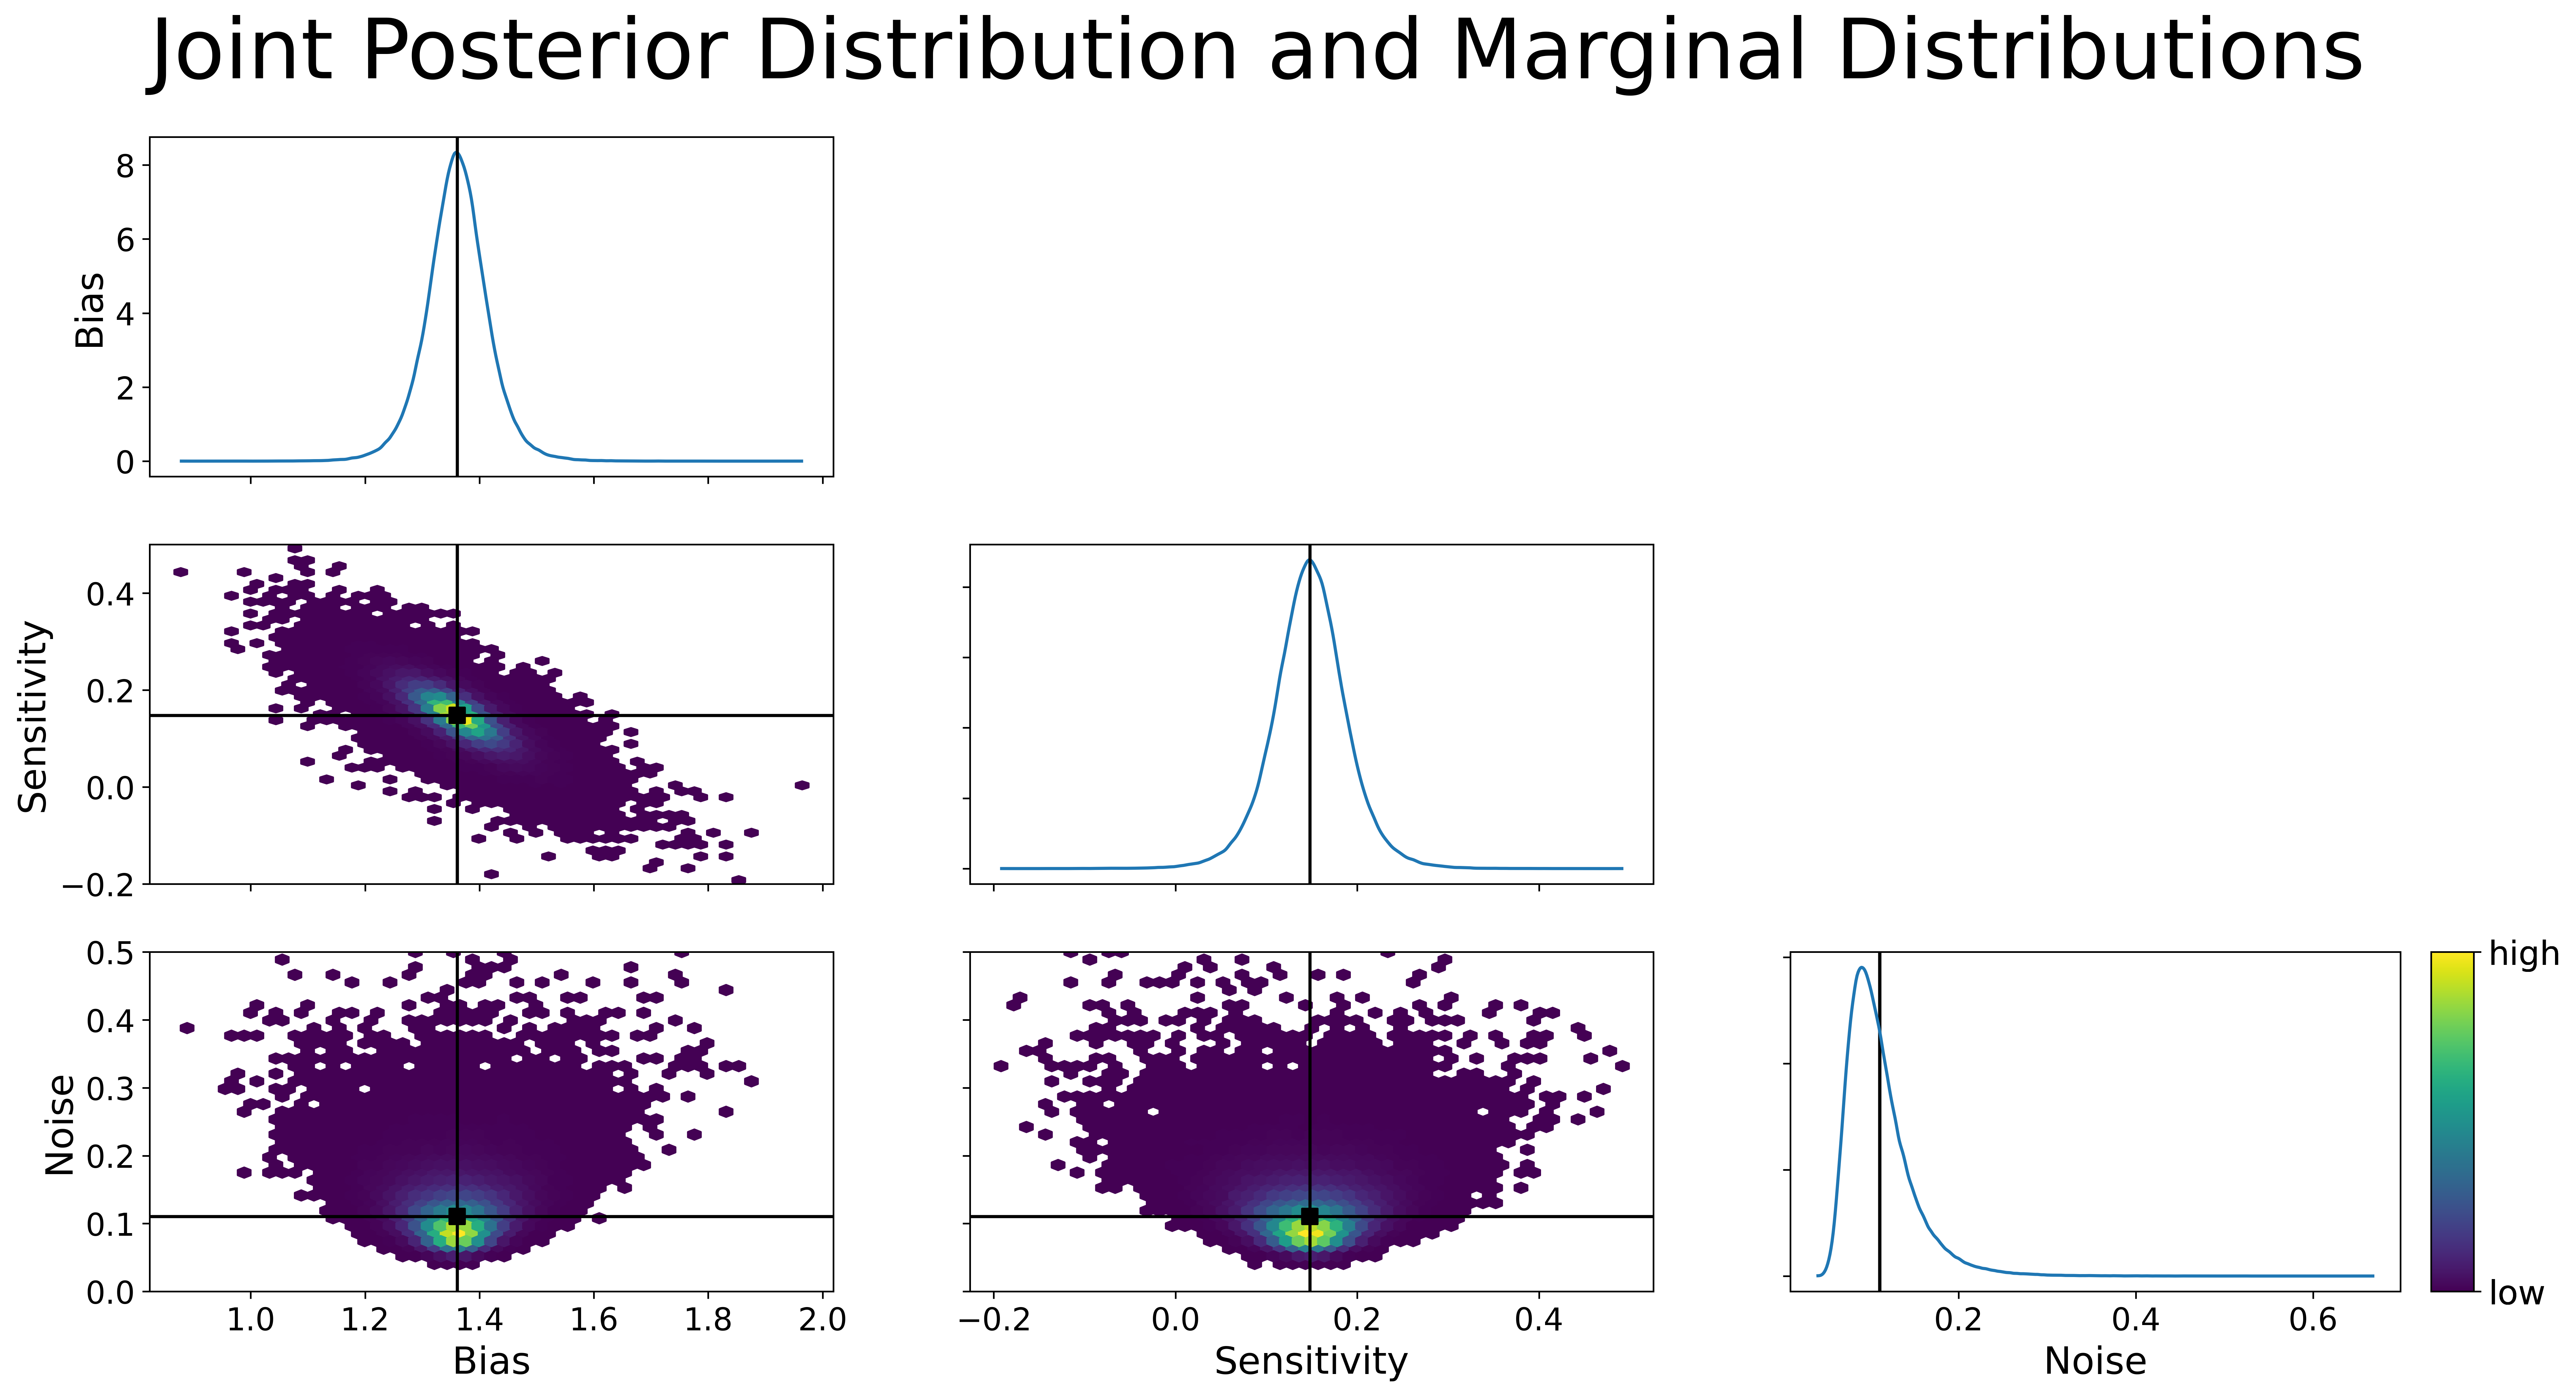 Joint Posterior Distribution and Marginal Distributions
8
6
4
2
0
Bias
0.4
0.2
0.0
−0.2
Sensitivity
0.5
0.4
0.3
0.2
0.1
0.0
Noise
1.0 1.2 1.4 1.6 1.8 2.0
Bias
−0.2 0.0 0.2 0.4
Sensitivity
0.2 0.4 0.6
Noise
high
low